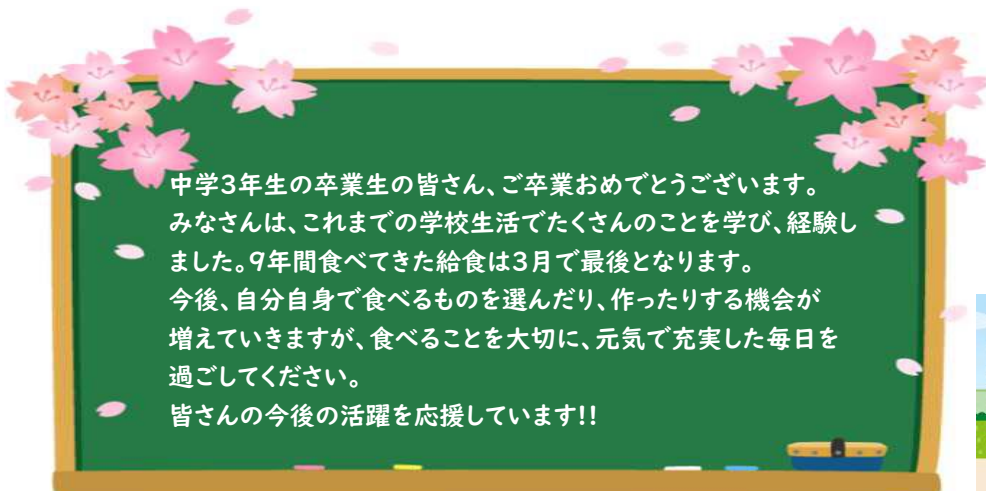 中学3年生の卒業生の皆さん、ご卒業おめでとうございます。
みなさんは、これまでの学校生活でたくさんのことを学び、経験し
ました。9年間食べてきた給食は3月で最後となります。
今後、自分自身で食べるものを選んだり、作ったりする機会が
増えていきますが、食べることを大切に、元気で充実した毎日を
過ごしてください。
皆さんの今後の活躍を応援しています!!